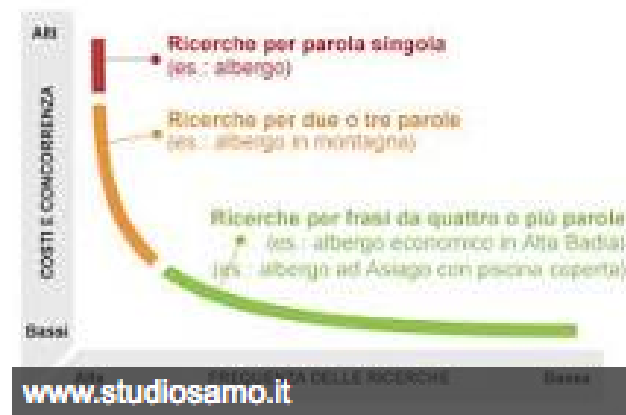 Alti
Ricerche per parola singola
(es.: albergo)
Ricerche per due o tre parole
(es.: albergo in montagna)
COSTI E CONCORRENZA
Ricerche per frasi da quattro o più parole
(es.: albergo economico in Alta Badia)
(es.: albergo ad Asiago con piscina coperta)
Bassi
Alta FREQUENZA DELLE RICERCHE Bassa
www.studiosamo.it